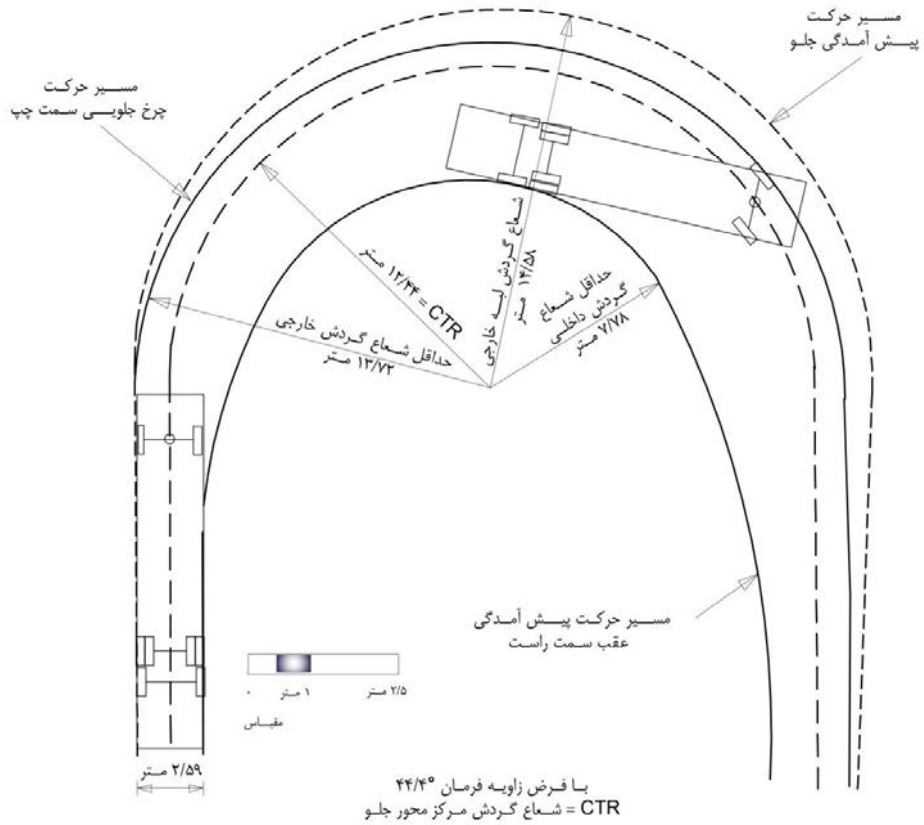 مسیر حرکت
پیش آمدگی جلو
مسیر حرکت
چرخ جلویی سمت چپ
شعاع گردش لبه خارجی
۱۴/۵۸ متر
CTR = ۱۲/۴۴ متر
حداقل شعاع
گردش داخلی
۷/۷۸ متر
حداقل شعاع گردش خارجی
۱۳/۷۲ متر
مسیر حرکت پیش آمدگی
عقب سمت راست
۰
۱ متر
۲/۵ متر
مقیاس
۲/۵۹ متر
با فرض زاویه فرمان ۴۴/۴°
CTR = شعاع گردش مرکز محور جلو